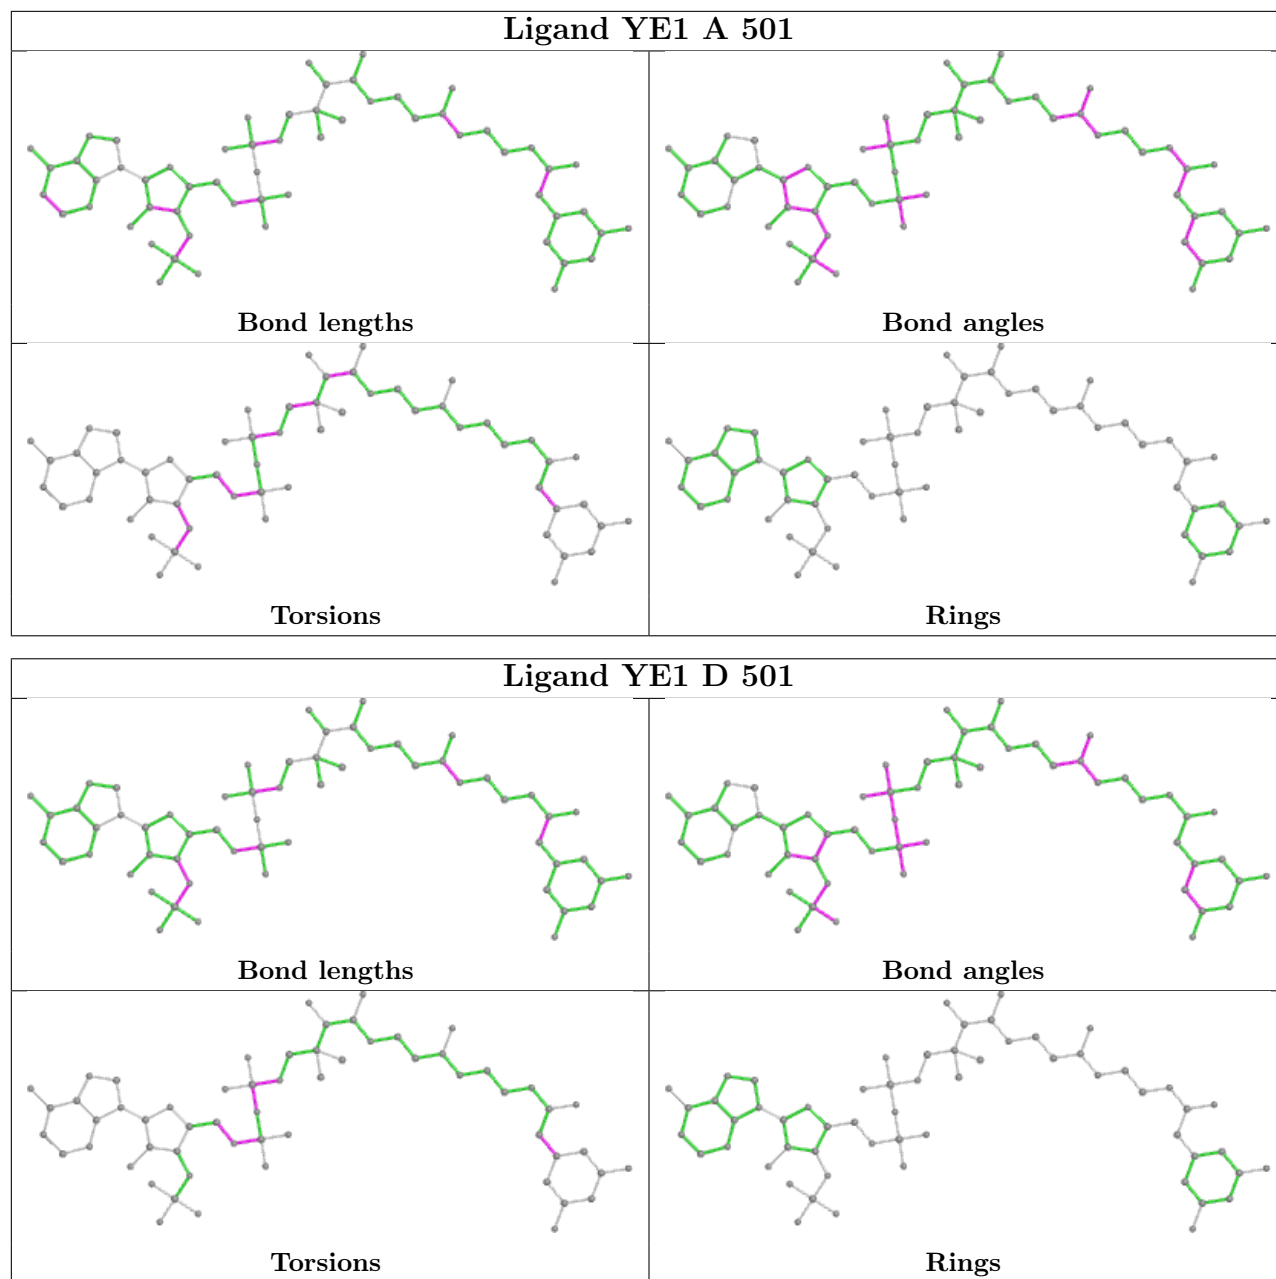 Ligand YE1 A 501
Bond lengths
Bond angles
Torsions
Rings
Ligand YE1 D 501
Bond lengths
Bond angles
Torsions
Rings